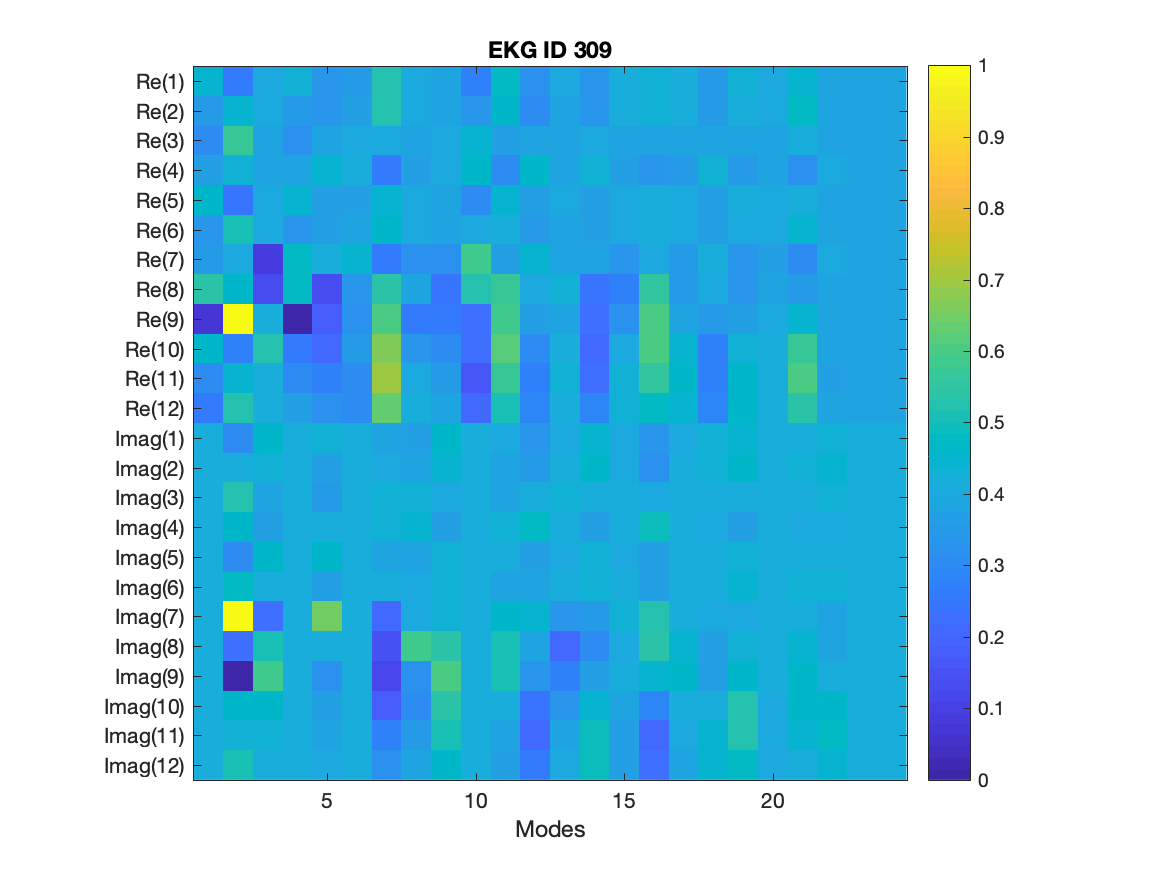 EKG ID 309
Re(1)
Re(2)
Re(3)
Re(4)
Re(5)
Re(6)
Re(7)
Re(8)
Re(9)
Re(10)
Re(11)
Re(12)
Imag(1)
Imag(2)
Imag(3)
Imag(4)
Imag(5)
Imag(6)
Imag(7)
Imag(8)
Imag(9)
Imag(10)
Imag(11)
Imag(12)
5 10 15 20
Modes
1
0.9
0.8
0.7
0.6
0.5
0.4
0.3
0.2
0.1
0